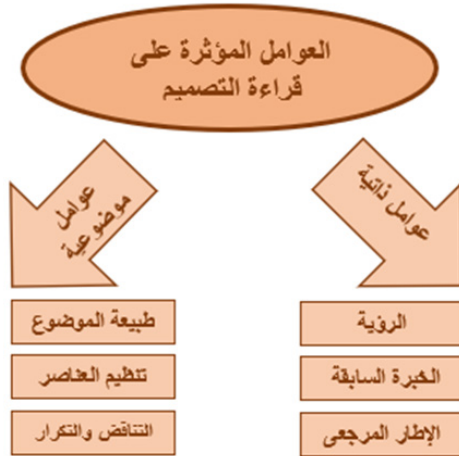 العوامل المؤثرة على
قراءة التصميم
عوامل ذاتية
الرؤية
الخبرة السابقة
الإطار المرجعى
عوامل
موضوعية
طبيعة الموضوع
تنظيم العناصر
التناقض والتكرار